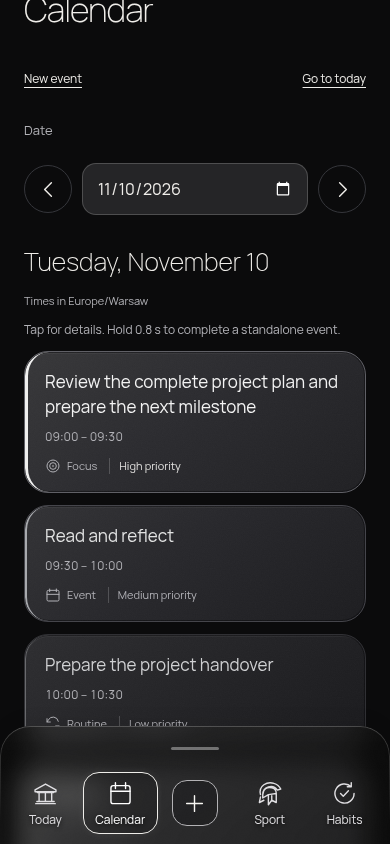 Calendar
New event
Go to today
Date
11/10/2026
Tuesday, November 10
Times in Europe/Warsaw
Tap for details. Hold 0.8 s to complete a standalone event.
Review the complete project plan and
prepare the next milestone
09:00 – 09:30
Focus
High priority
Read and reflect
09:30 – 10:00
Event
Medium priority
Prepare the project handover
10:00 – 10:30
Routine
Low priority
Today
Calendar
Sport
Habits